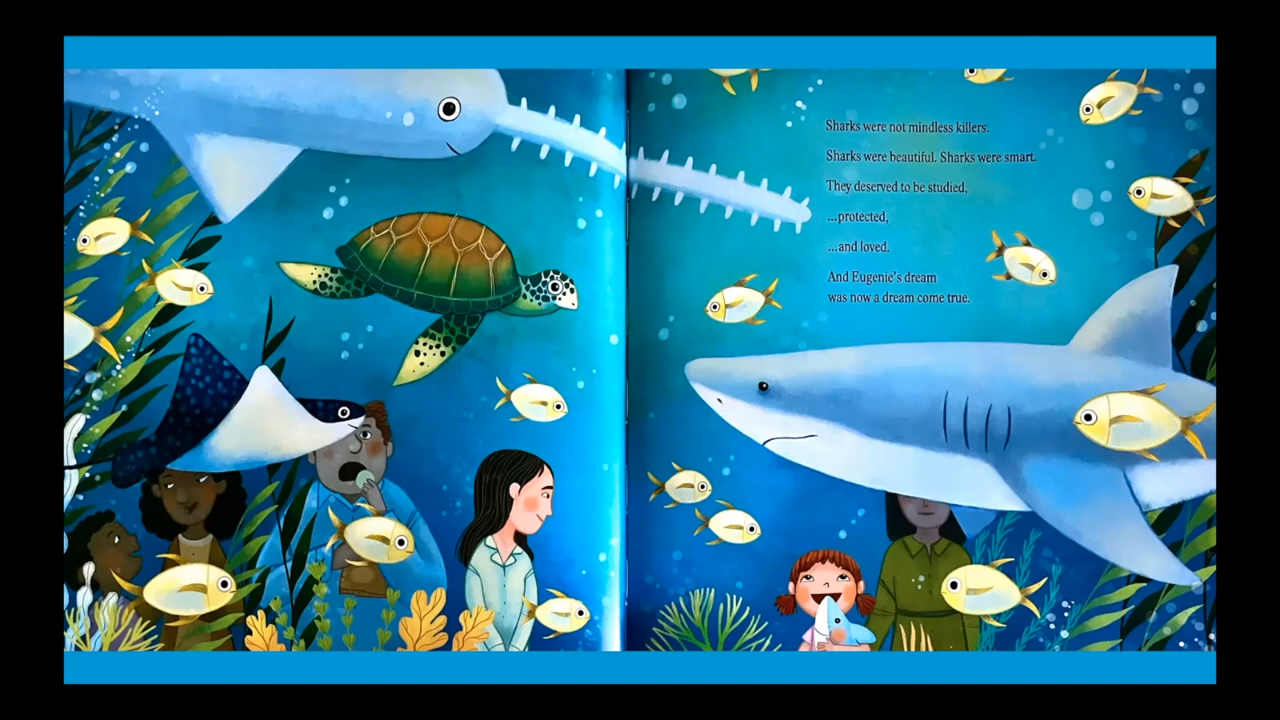 Sharks were not mindless killers.
Sharks were beautiful. Sharks were smart.
They deserved to be studied,
...protected,
...and loved.
And Eugenie's dream
was now a dream come true.